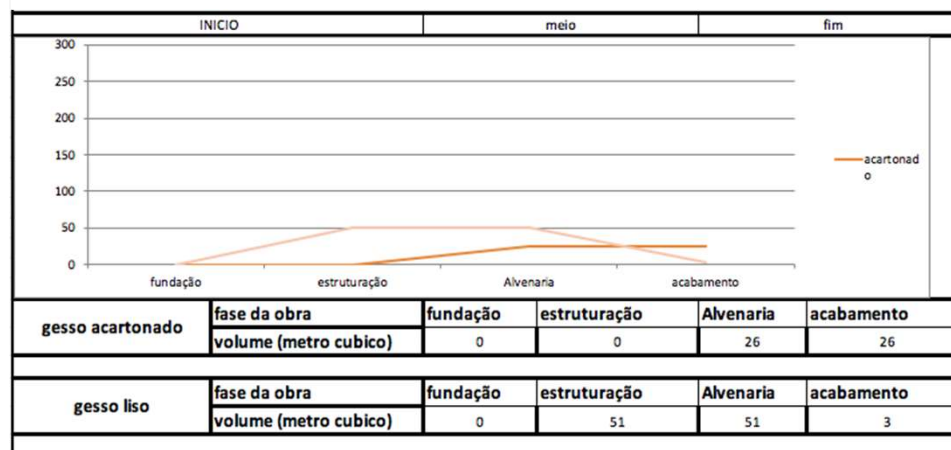 INICIO meio fim
300
250
200
150
100
50
0
fundação estruturação Alvenaria acabamento
acartonad
o
gesso acartonado fase da obra fundação estruturação Alvenaria acabamento
volume (metro cubico) 0 0 26 26
gesso liso fase da obra fundação estruturação Alvenaria acabamento
volume (metro cubico) 0 51 51 3